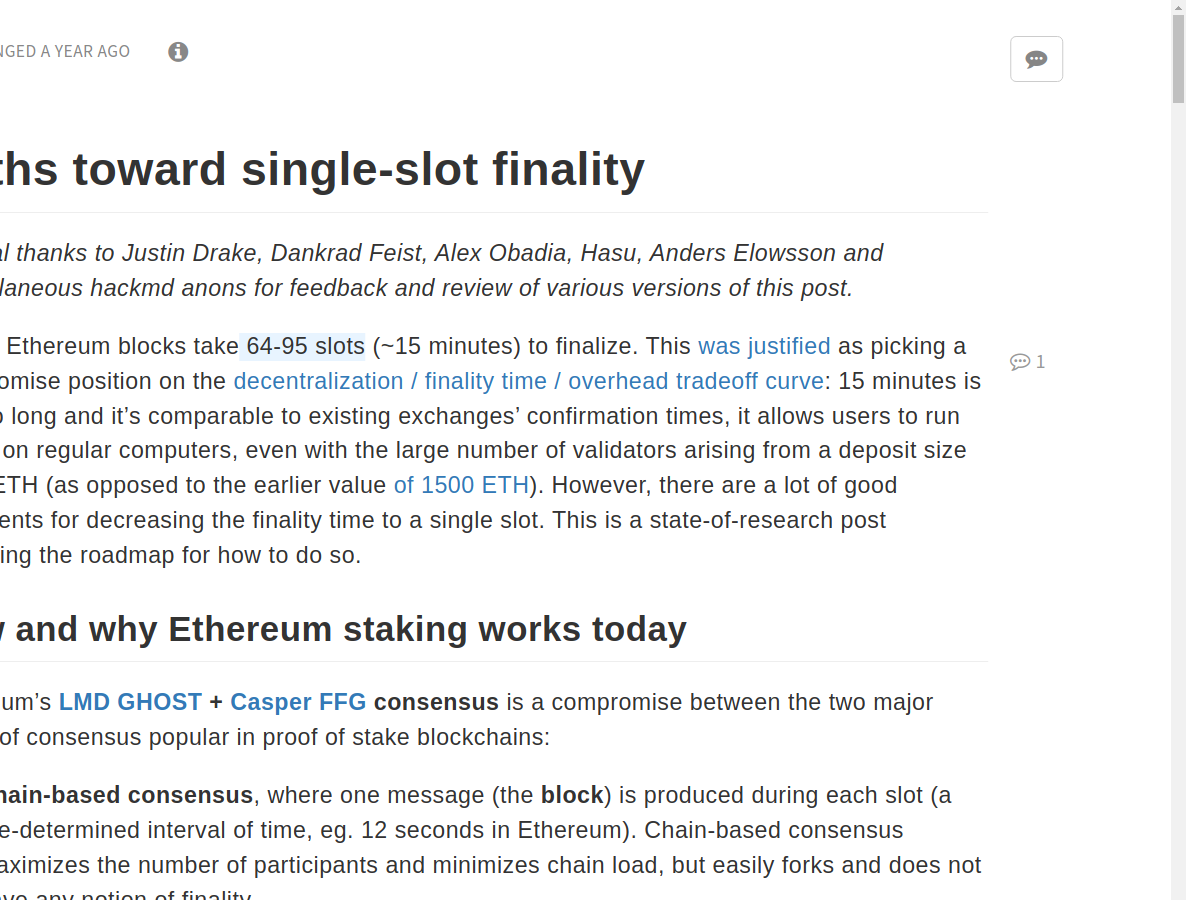 NGED A YEAR AGO
ths toward single-slot finality
al thanks to Justin Drake, Dankrad Feist, Alex Obadia, Hasu, Anders Elowsson and
laneous hackmd anons for feedback and review of various versions of this post.
Ethereum blocks take 64-95 slots (~15 minutes) to finalize. This was justified as picking a
1
omise position on the decentralization / finality time / overhead tradeoff curve: 15 minutes is
o long and it’s comparable to existing exchanges’ confirmation times, it allows users to run
on regular computers, even with the large number of validators arising from a deposit size
ETH (as opposed to the earlier value of 1500 ETH). However, there are a lot of good
ents for decreasing the finality time to a single slot. This is a state-of-research post
ing the roadmap for how to do so.
w and why Ethereum staking works today
um’s LMD GHOST + Casper FFG consensus is a compromise between the two major
of consensus popular in proof of stake blockchains:
hain-based consensus, where one message (the block) is produced during each slot (a
e-determined interval of time, eg. 12 seconds in Ethereum). Chain-based consensus
aximizes the number of participants and minimizes chain load, but easily forks and does not
ave any notion of finality.